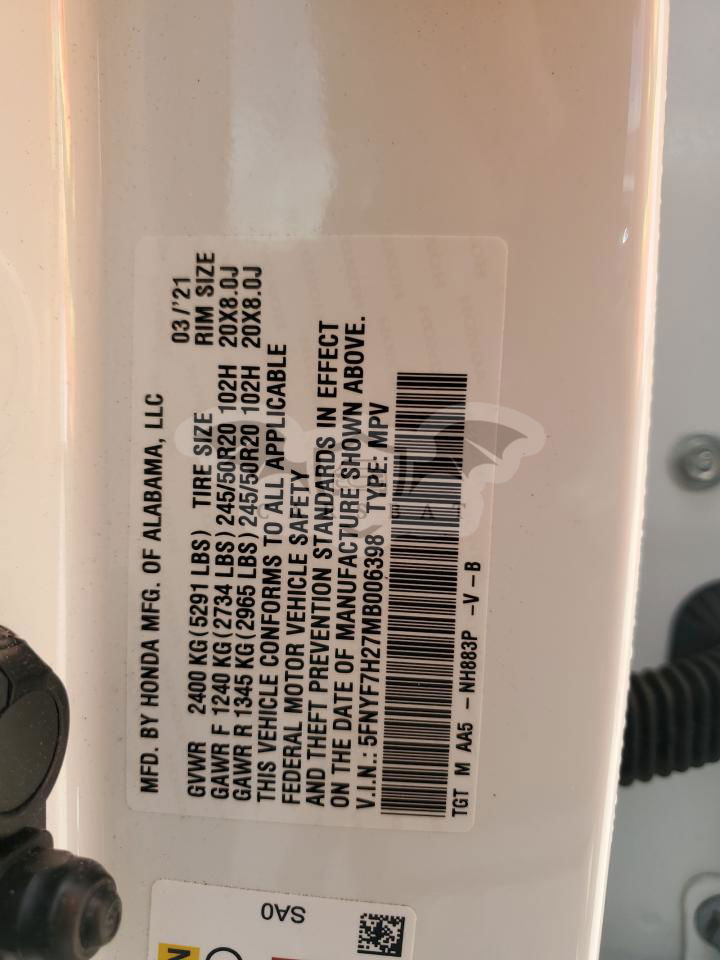 MFD. BY HONDA MFG. OF ALABAMA, LLC 03/'21
GVWR 2400 KG(5291 LBS) TIRE SIZE RIM SIZE
GAWR F 1240 KG(2734 LBS) 245/50R20 102H 20X8.0J
GAWR R 1345 KG(2965 LBS) 245/50R20 102H 20X8.0J
THIS VEHICLE CONFORMS TO ALL APPLICABLE
FEDERAL MOTOR VEHICLE SAFETY
AND THEFT PREVENTION STANDARDS IN EFFECT
ON THE DATE OF MANUFACTURE SHOWN ABOVE.
V.I.N.: 5FNYF7H27MB006398 TYPE: MPV
TGT M AA5 -NH883P -V-B
SA0